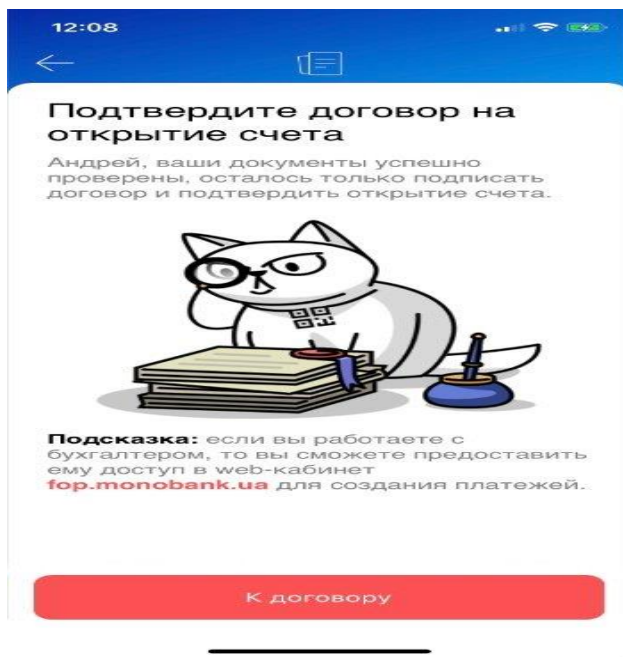 12:08
Подтвердите договор на
открытие счета
Андрей, ваши документы успешно
проверены, осталось только подписать
договор и подтвердить открытие счета.
Подсказка: если вы работаете с
бухгалтером, то вы сможете предоставить
ему доступ в web-кабинет
fop.monobank.ua для создания платежей.
К договору